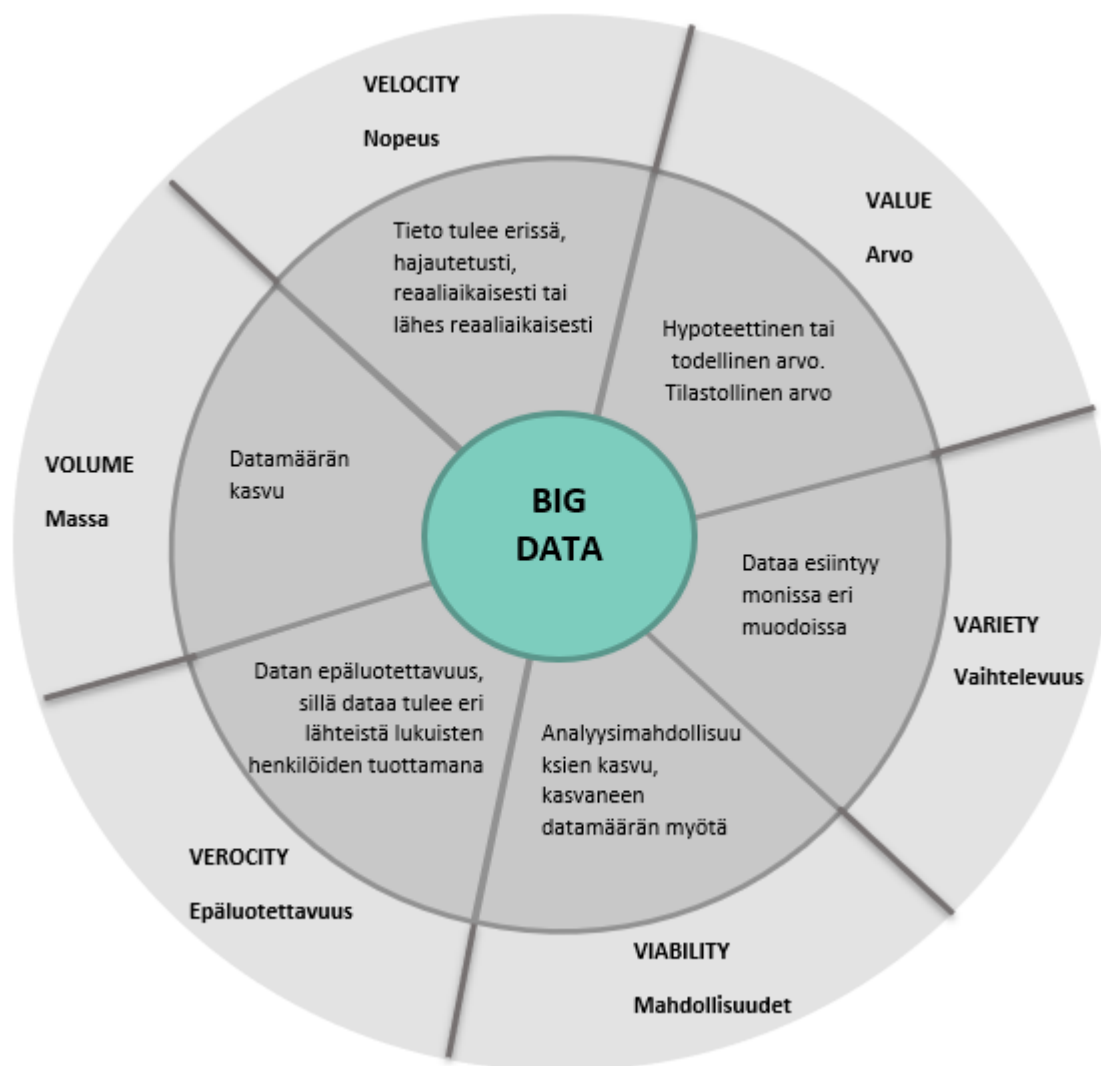 VELOCITY
Nopeus
Tieto tulee erissä,
hajautetusti,
reaaliaikaisesti tai
lähes reaaliaikaisesti
VALUE
Arvo
Hypoteettinen tai
todellinen arvo.
Tilastollinen arvo
VOLUME
Massa
Datamäärän
kasvu
BIG
DATA
Dataa esiintyy
monissa eri
muodoissa
VARIETY
Vaihtelevuus
Datan epäluotettavuus,
sillä dataa tulee eri
lähteistä lukuisten
henkilöiden tuottamana
VEROCITY
Epäluotettavuus
Analyysimahdollisuu
ksien kasvu,
kasvaneen
datamäärän myötä
VIABILITY
Mahdollisuudet